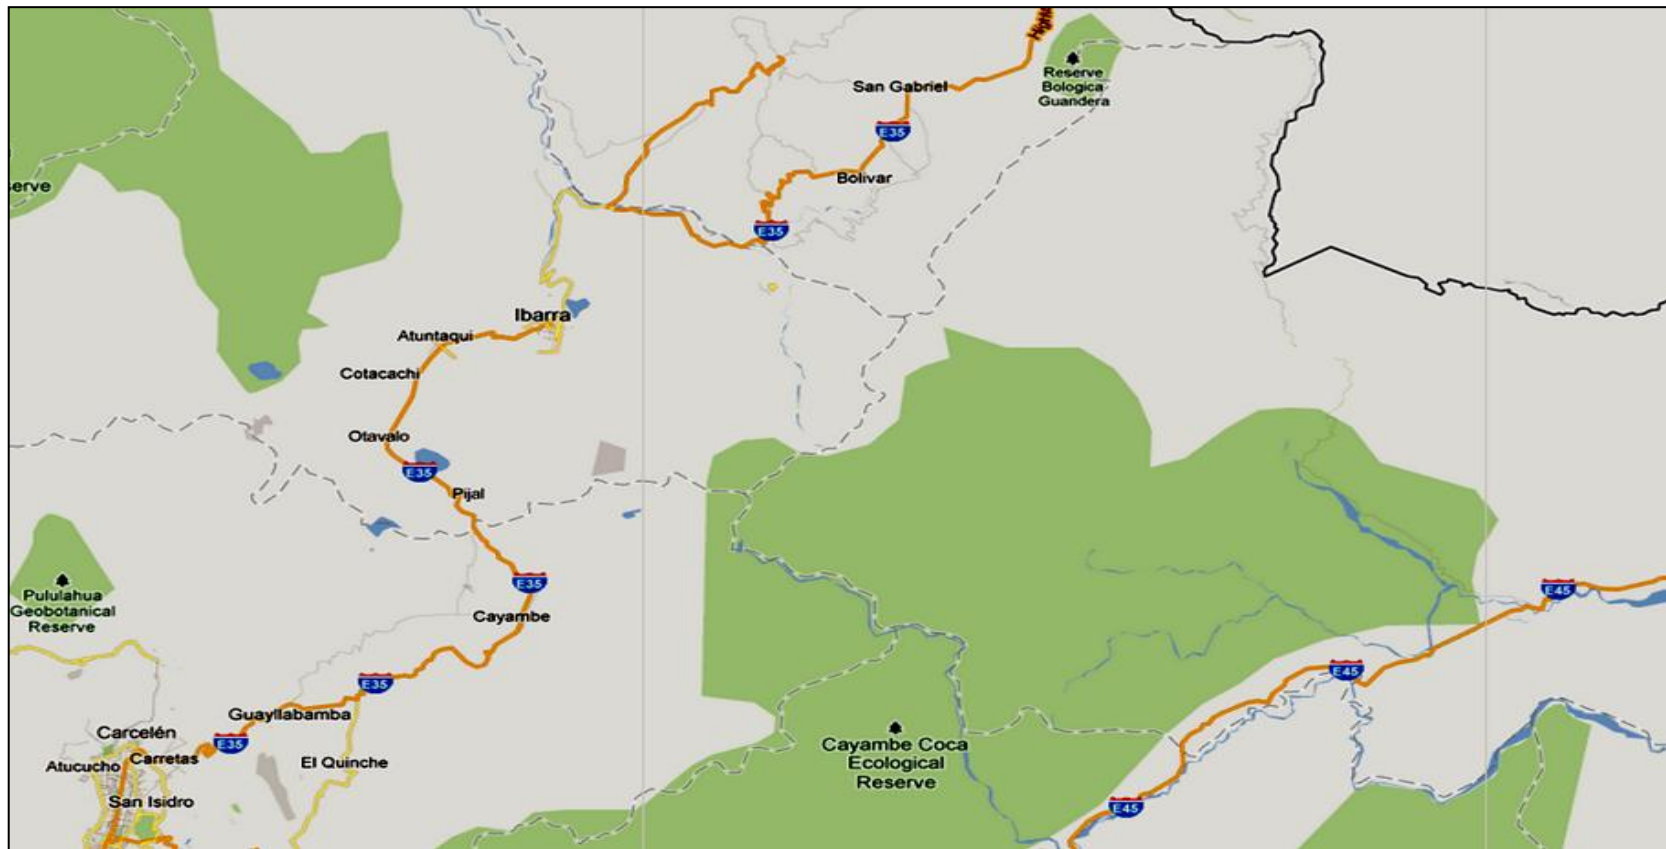 High
San Gabriel
Reserve
Bologica
Guandera
E35
Bolivar
erve
E35
Ibarra
Atuntaqui
Cotacachi
Otavalo
E35
Pijal
E35
Pululahua
Geobotanical
Reserve
Cayambe
E45
E45
E35
Guayllabamba
Carcelén
E35
Carretas
Atucucho
El Quinche
Cayambe Coca
Ecological
Reserve
San Isidro
E45